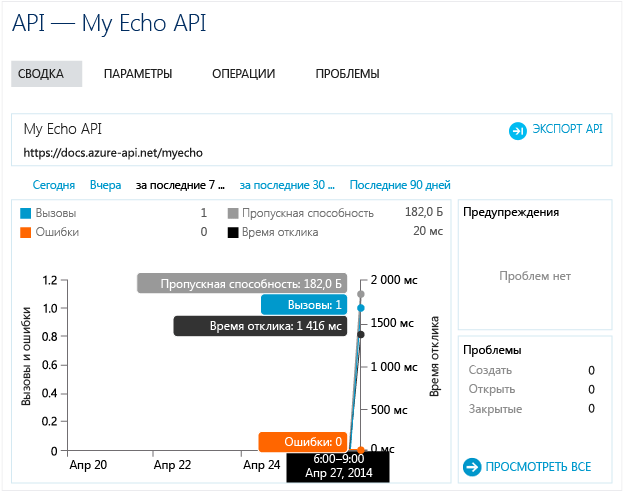 API — My Echo API
СВОДКА ПАРАМЕТРЫ ОПЕРАЦИИ ПРОБЛЕМЫ
My Echo API
ЭКСПОРТ API
https://docs.azure-api.net/myecho
Сегодня Вчера за последние 7 ... за последние 30 ... Последние 90 дней
Вызовы 1 Пропускная способность 182,0 Б
Ошибки 0 Время отклика 20 мс
Вызовы и ошибки
1.2
1.0
0.8
0.6
0.4
0.2
0
Пропускная способность: 182,0 Б
Вызовы: 1
Время отклика: 1 416 мс
Ошибки: 0
2 000 мс
1500 мс
1 000 мс
500 мс
0 мс
Время отклика
Апр 20 Апр 22 Апр 24
6:00–9:00
Апр 27, 2014
Предупреждения
Проблем нет
Проблемы
Создать 0
Открыть 0
Закрытые 0
ПРОСМОТРЕТЬ ВСЕ